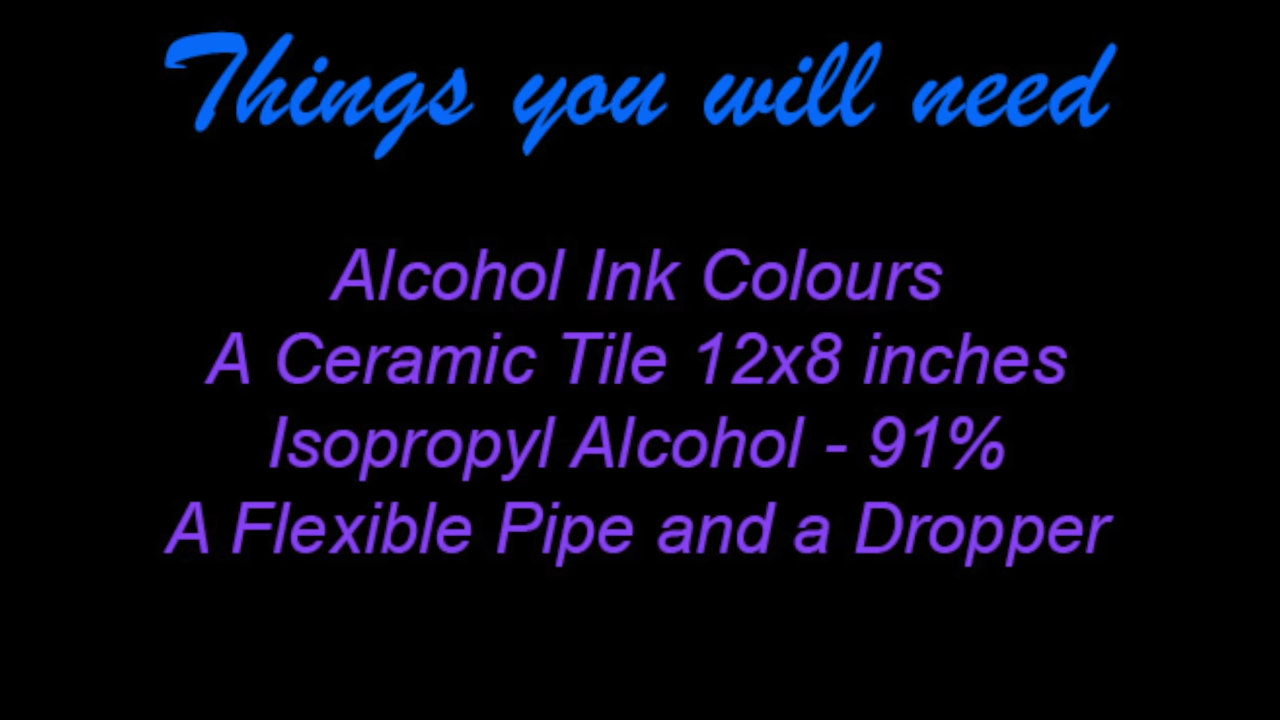 Things you will need
Alcohol Ink Colours
A Ceramic Tile 12x8 inches
Isopropyl Alcohol - 91%
A Flexible Pipe and a Dropper